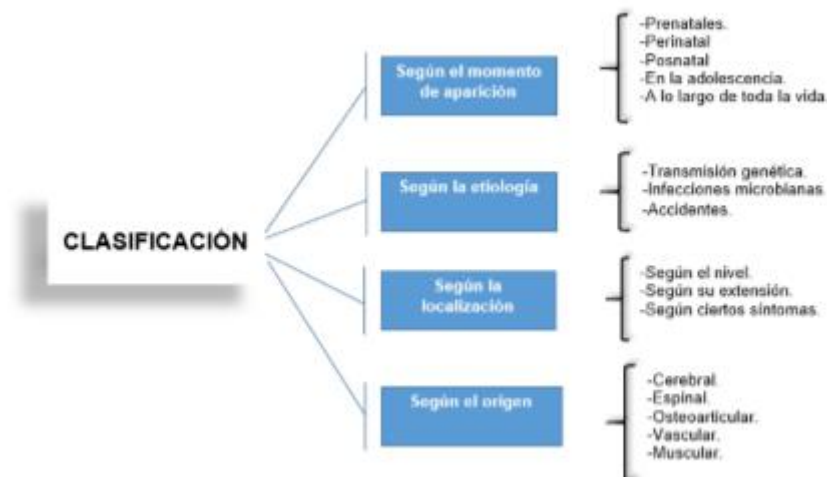 CLASIFICACIÓN
Según el momento
de aparición
-Prenatales.
-Perinatal
-Posnatal
-En la adolescencia.
-A lo largo de toda la vida.
Según la etiología
-Transmisión genética.
-Infecciones microbianas
-Accidentes.
Según la
localización
-Según el nivel.
-Según su extensión.
-Según ciertos síntomas.
Según el origen
-Cerebral.
-Espinal.
-Osteoarticular.
-Vascular.
-Muscular.